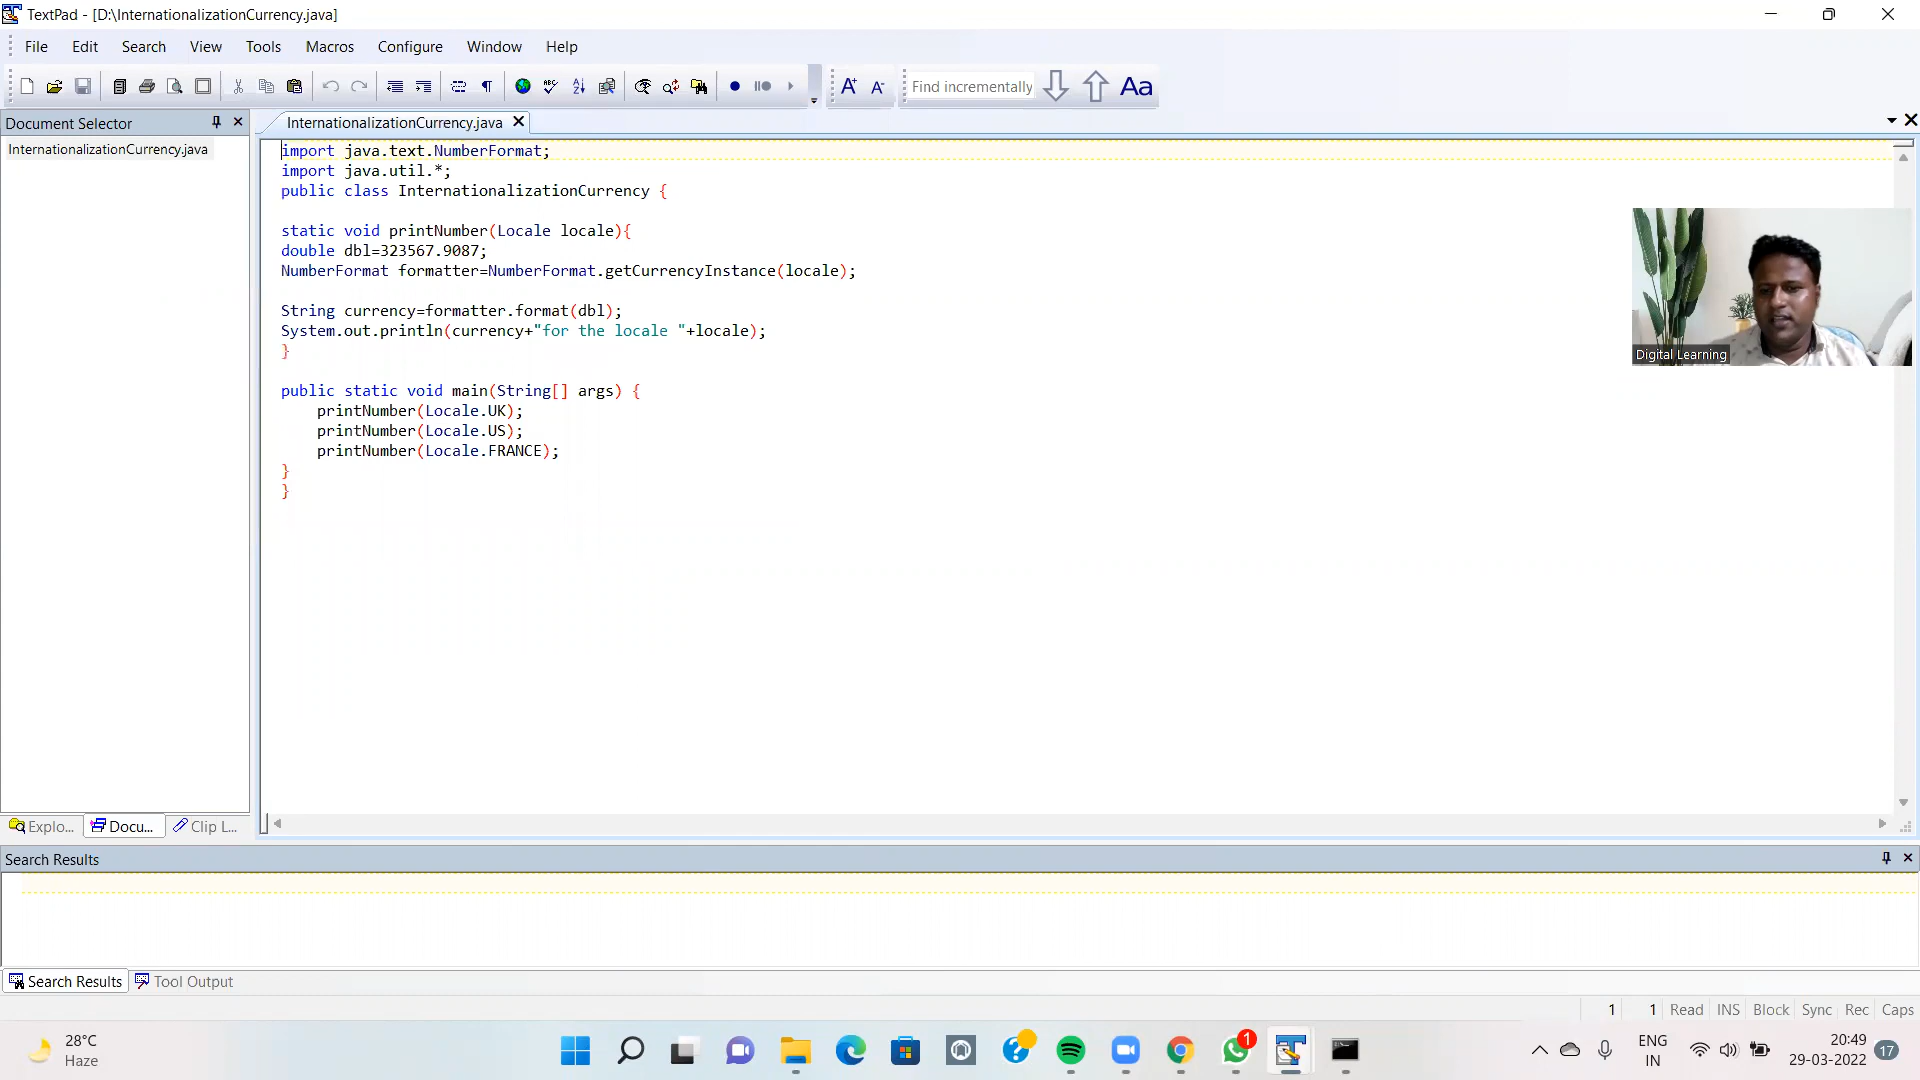 TextPad - [D:\InternationalizationCurrency.java]
File Edit Search View Tools Macros Configure Window Help
Find incrementally
Aa
Document Selector
InternationalizationCurrency.java
InternationalizationCurrency.java
import java.text.NumberFormat;
import java.util.*;
public class InternationalizationCurrency {
static void printNumber(Locale locale){
double dbl=323567.9087;
NumberFormat formatter=NumberFormat.getCurrencyInstance(locale);
String currency=formatter.format(dbl);
System.out.println(currency+"for the locale "+locale);
}
public static void main(String[] args) {
printNumber(Locale.UK);
printNumber(Locale.US);
printNumber(Locale.FRANCE);
}
}
Digital Learning
Explo... Docu... Clip L...
Search Results
Search Results Tool Output
1 1 Read INS Block Sync Rec Caps
28°C
Haze
1
ENG
IN
20:49
29-03-2022
17